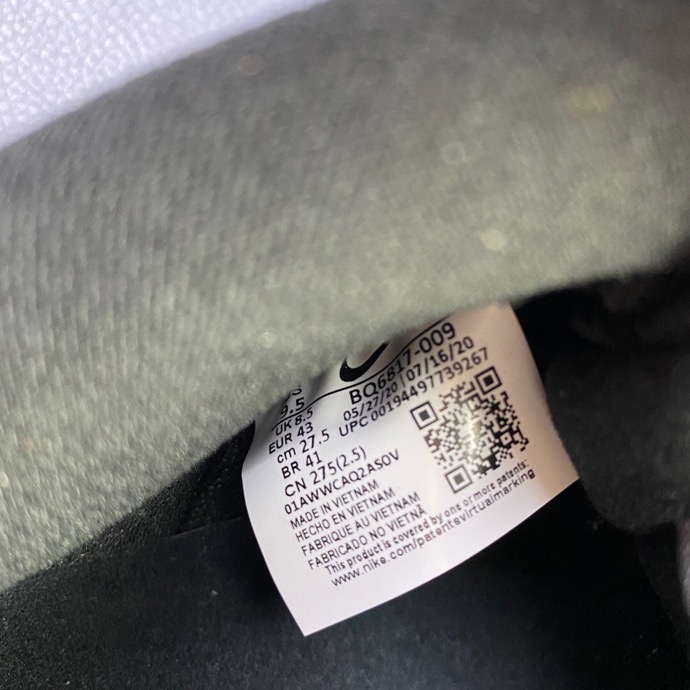 9.5
UK 8.5
EUR 43
cm 27.5
BR 41
CN 275(2.5)
01AWWCAQ2ASOV
BQ6817-009
05/27/20 07/16/20
UPC 00194497739267
MADE IN VIETNAM
HECHO EN VIETNAM
FABRIQUE AU VIETNAM
FABRICADO NO VIETNÃ
This product is covered by one or more patents:
www.nike.com/patentsvirtualmarking